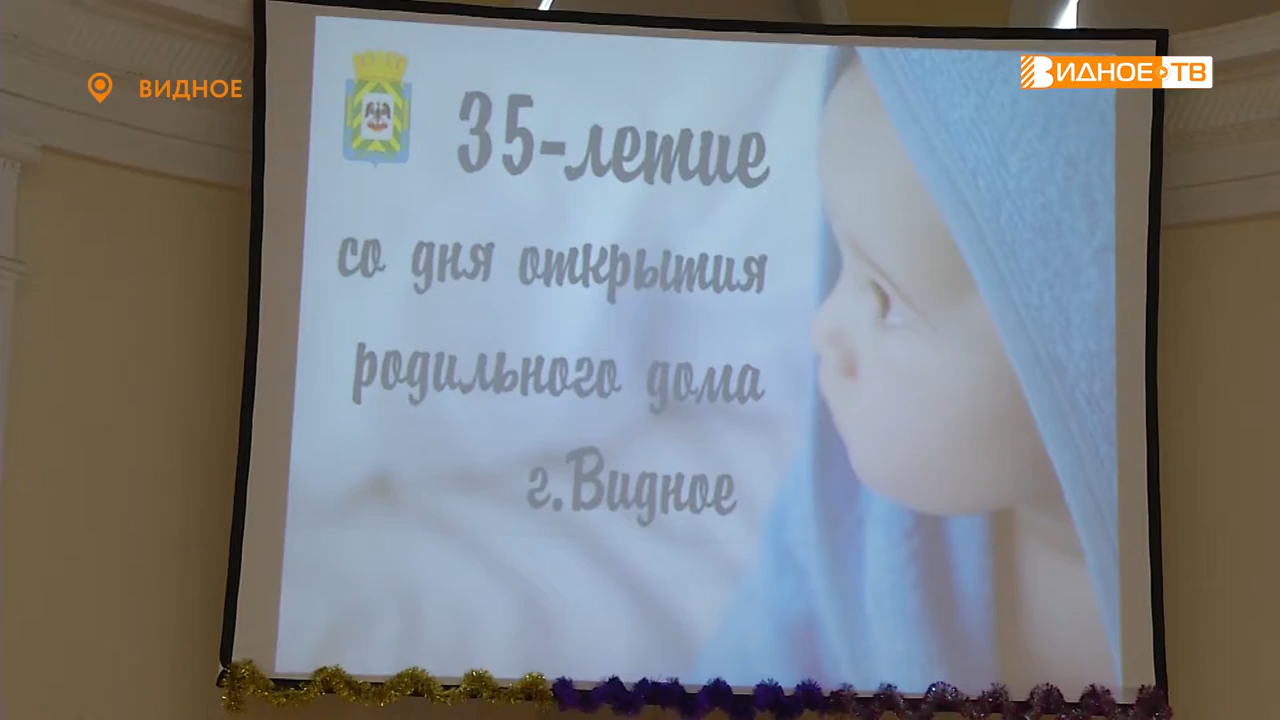 ВИДНОЕ
ВИДНОЕ ТВ
35-летие
со дня открытия
родильного дома
г.Видное